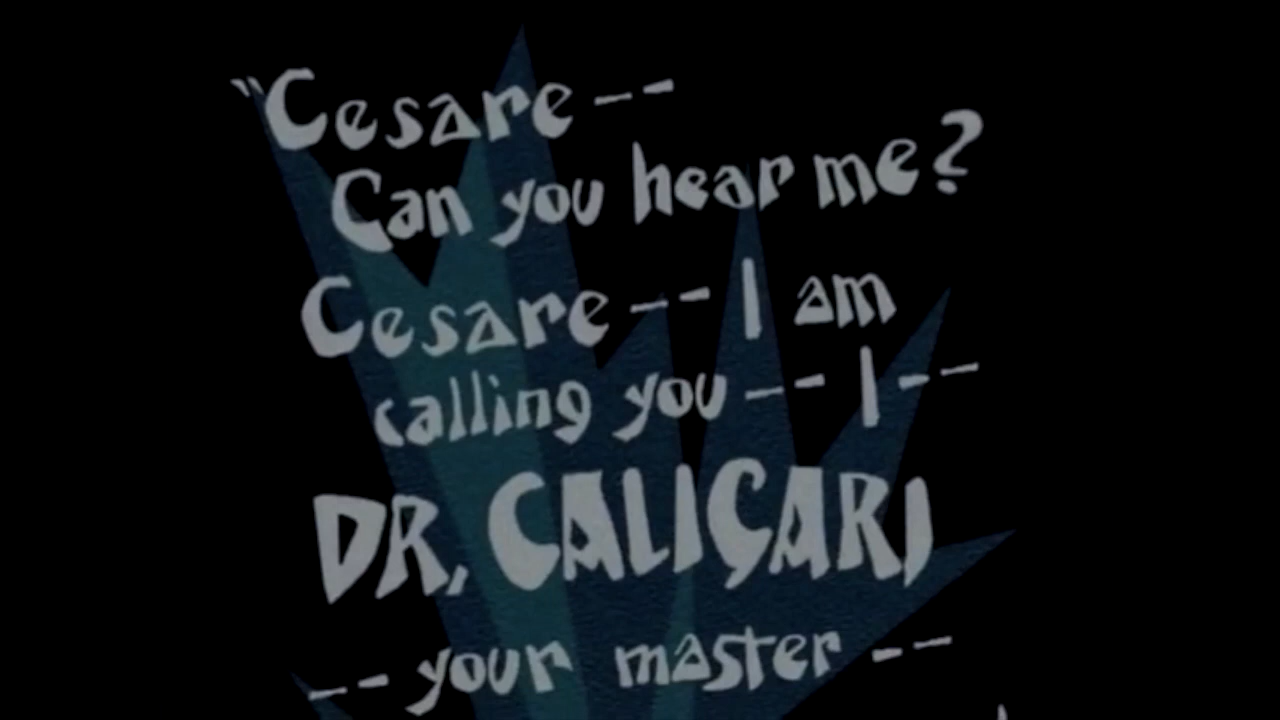 "Cesare --
Can you hear me?
Cesare -- I am
calling you -- I --
DR. CALIGARI
-- your master --